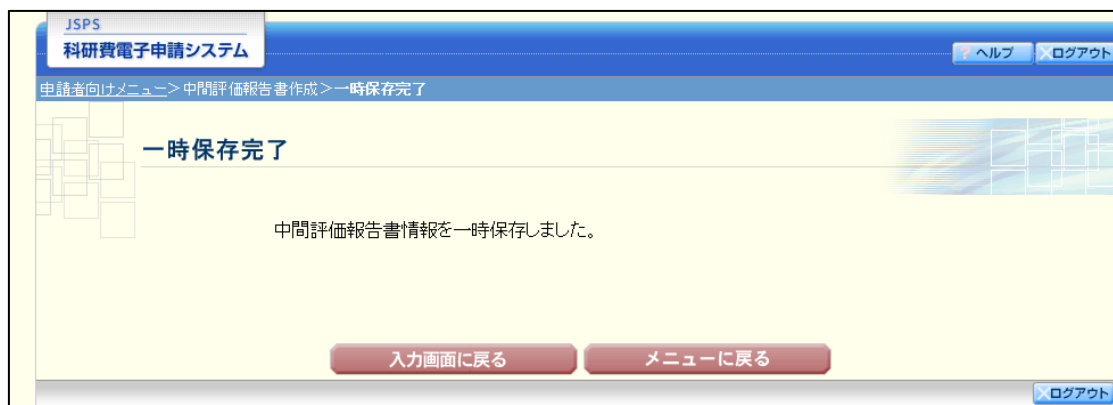 JSPS
科研費電子申請システム
? ヘルプ
ログアウト
申請者向けメニュー>中間評価報告書作成>一時保存完了
一時保存完了
中間評価報告書情報を一時保存しました。
入力画面に戻る
メニューに戻る
ログアウト